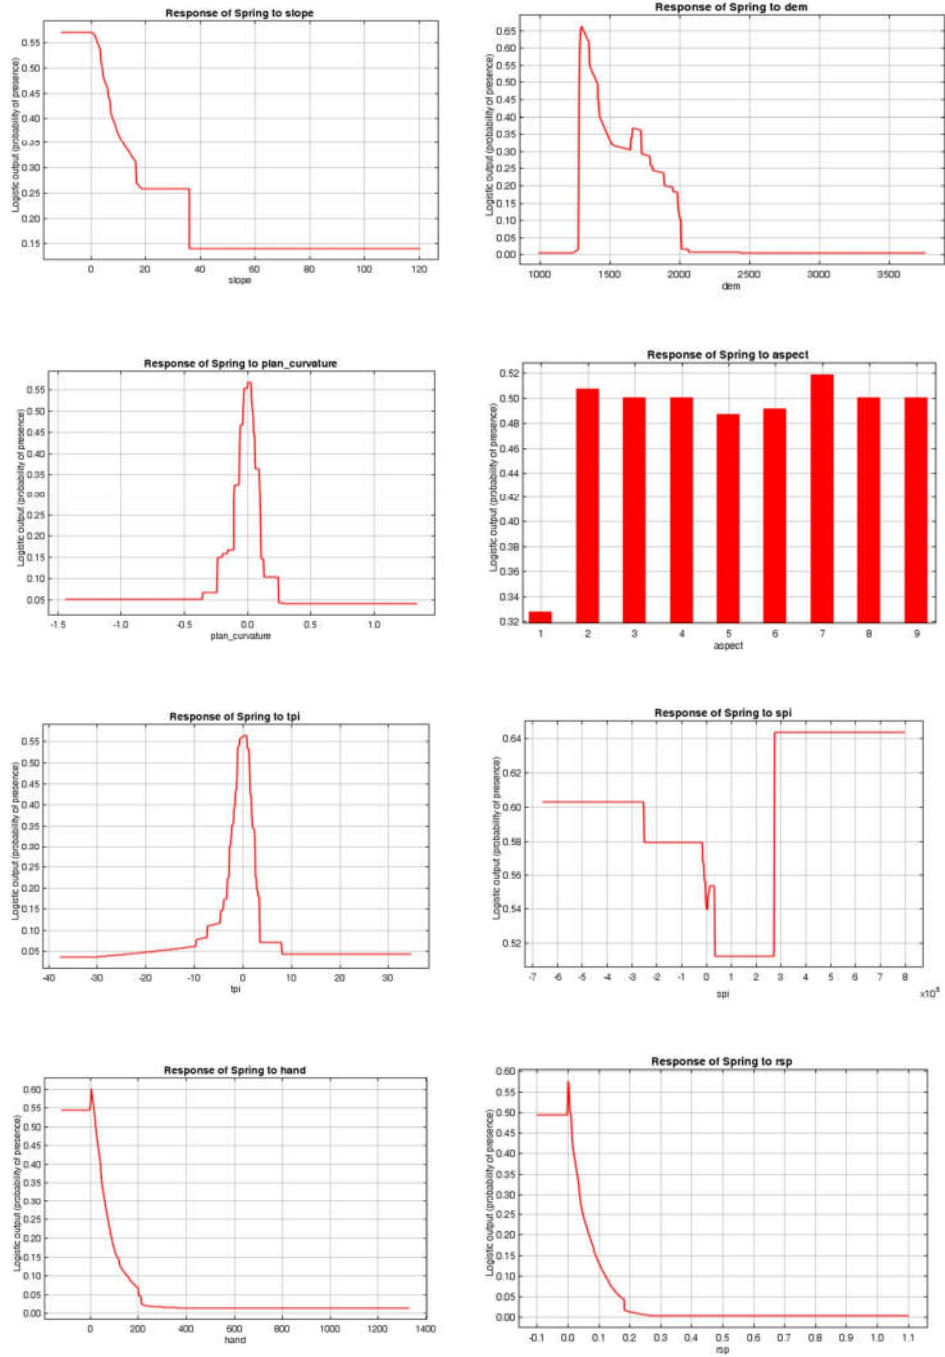 Response of Spring to slope
Logistic output (probability of presence)
0.55
0.50
0.45
0.40
0.35
0.30
0.25
0.20
0.15
0 20 40 60 80 100 120
slope
Response of Spring to dem
Logistic output (probability of presence)
0.65
0.60
0.55
0.50
0.45
0.40
0.35
0.30
0.25
0.20
0.15
0.10
0.05
0.00
1000 1500 2000 2500 3000 3500
dem
Response of Spring to plan_curvature
Logistic output (probability of presence)
0.55
0.50
0.45
0.40
0.35
0.30
0.25
0.20
0.15
0.10
0.05
-1.5 -1.0 -0.5 0.0 0.5 1.0
plan_curvature
Response of Spring to aspect
Logistic output (probability of presence)
0.52
0.50
0.48
0.46
0.44
0.42
0.40
0.38
0.36
0.34
0.32
1 2 3 4 5 6 7 8 9
aspect
Response of Spring to tpi
Logistic output (probability of presence)
0.55
0.50
0.45
0.40
0.35
0.30
0.25
0.20
0.15
0.10
0.05
-40 -30 -20 -10 0 10 20 30
tpi
Response of Spring to spi
Logistic output (probability of presence)
0.64
0.62
0.60
0.58
0.56
0.54
0.52
-7 -6 -5 -4 -3 -2 -1 0 1 2 3 4 5 6 7 8
spi
Response of Spring to hand
Logistic output (probability of presence)
0.60
0.55
0.50
0.45
0.40
0.35
0.30
0.25
0.20
0.15
0.10
0.05
0.00
0 200 400 600 800 1000 1200 1400
hand
Response of Spring to rsp
Logistic output (probability of presence)
0.60
0.55
0.50
0.45
0.40
0.35
0.30
0.25
0.20
0.15
0.10
0.05
0.00
-0.1 0.0 0.1 0.2 0.3 0.4 0.5 0.6 0.7 0.8 0.9 1.0 1.1
rsp